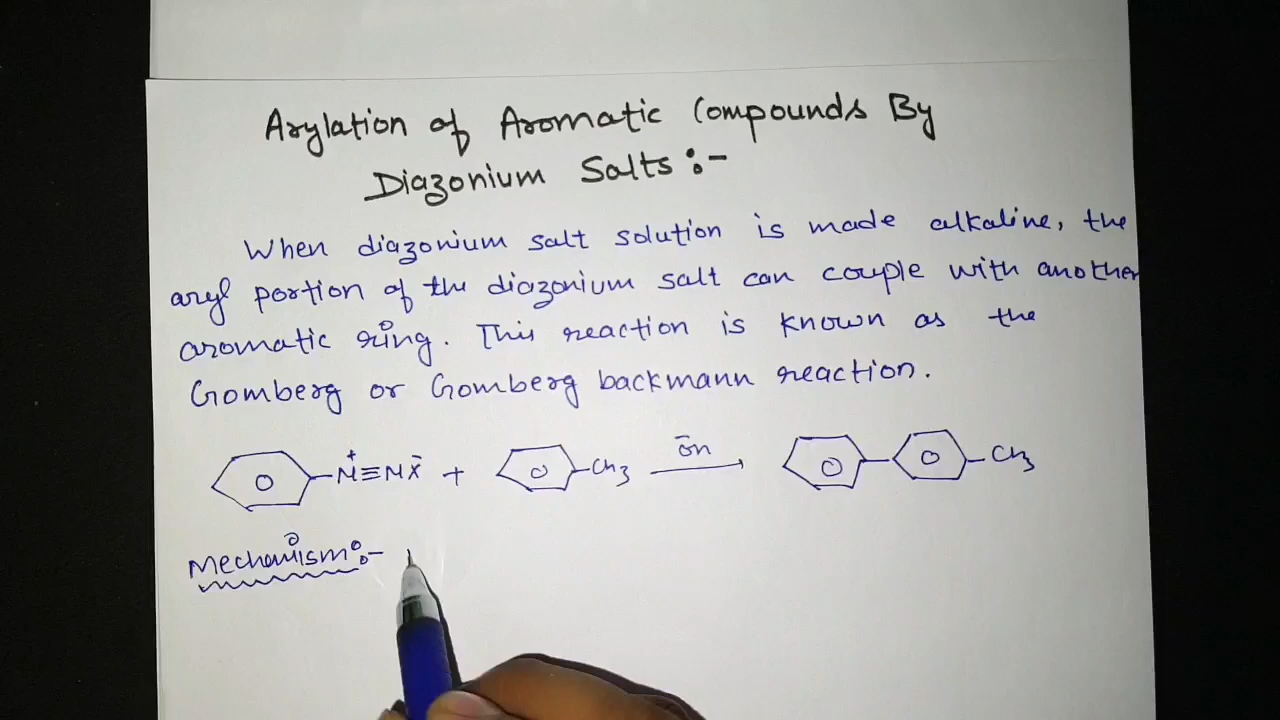 Arylation of Aromatic Compounds By
Diazonium Salts :-
When diazonium salt solution is made alkaline, the
aryl portion of the diazonium salt can couple with another
aromatic ring. This reaction is known as the
Gomberg or Gomberg backmann reaction.
N⁺≡NX⁻ + CH₃ ōn CH₃
Mechanism :-